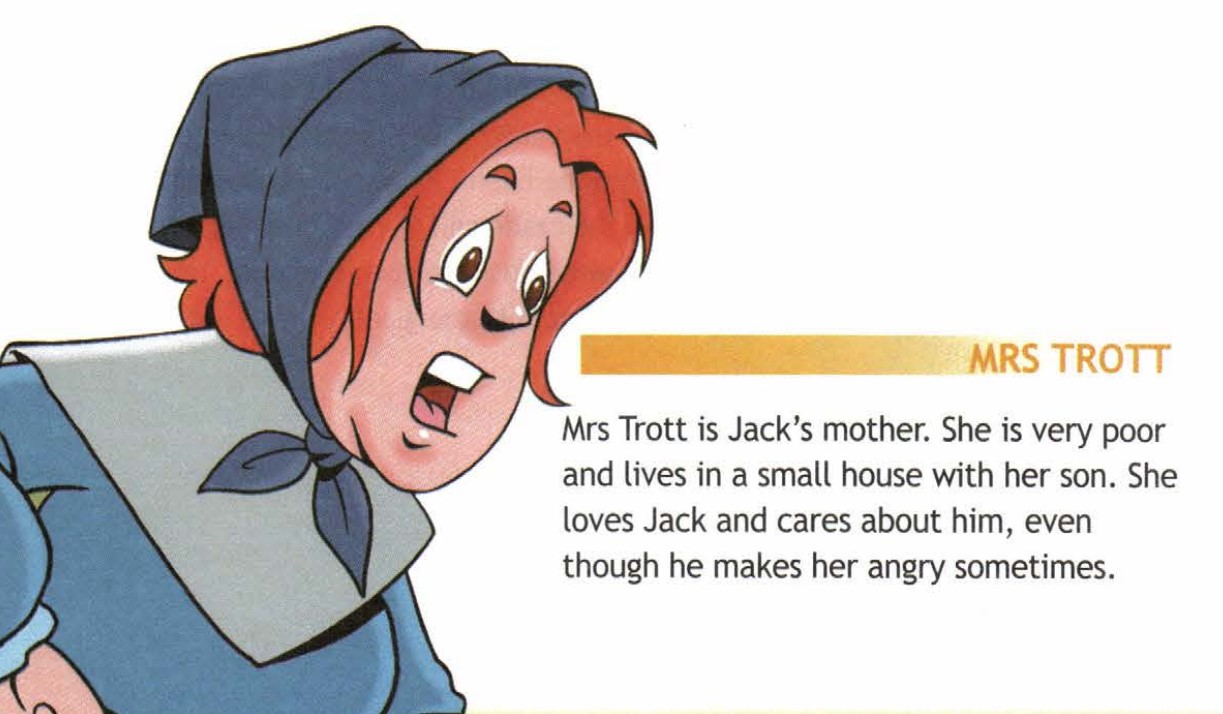 MRS TROTT
Mrs Trott is Jack's mother. She is very poor
and lives in a small house with her son. She
loves Jack and cares about him, even
though he makes her angry sometimes.